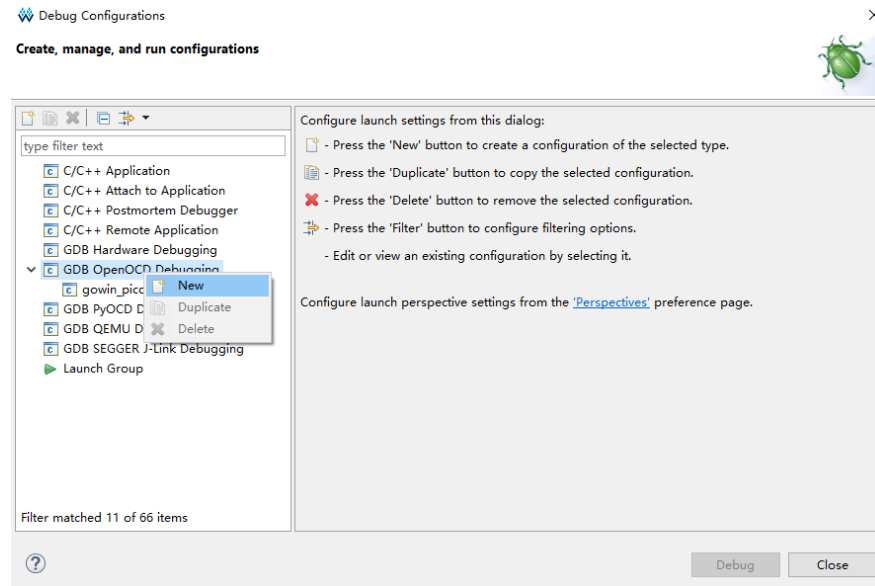 Debug Configurations
Create, manage, and run configurations
type filter text
C/C++ Application
C/C++ Attach to Application
C/C++ Postmortem Debugger
C/C++ Remote Application
GDB Hardware Debugging
GDB OpenOCD Debugging
gowin_pico
GDB PyOCD D
GDB QEMU D
GDB SEGGER J-Link Debugging
Launch Group
New
Duplicate
Delete
Filter matched 11 of 66 items
Configure launch settings from this dialog:
- Press the 'New' button to create a configuration of the selected type.
- Press the 'Duplicate' button to copy the selected configuration.
- Press the 'Delete' button to remove the selected configuration.
- Press the 'Filter' button to configure filtering options.
- Edit or view an existing configuration by selecting it.
Configure launch perspective settings from the 'Perspectives' preference page.
Debug
Close